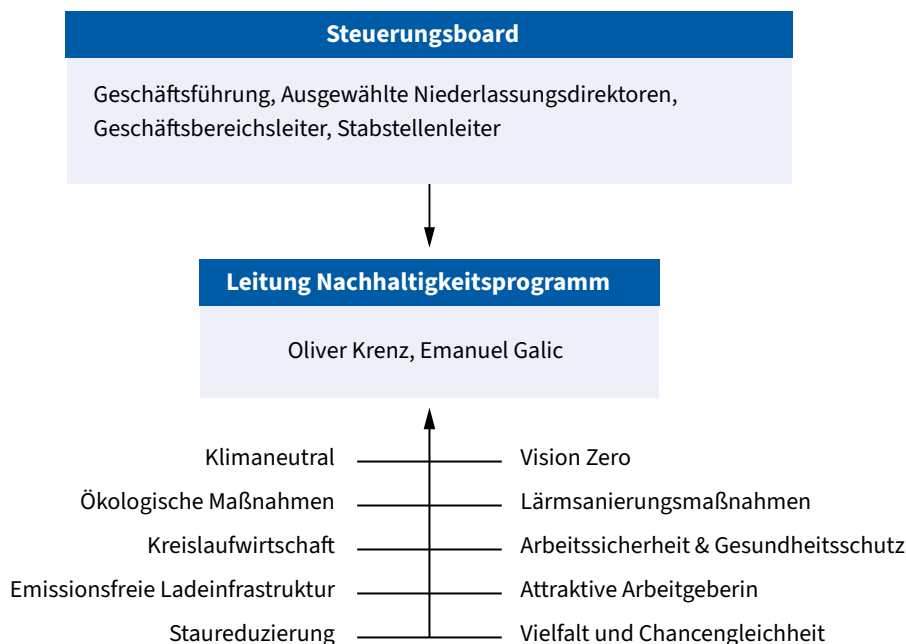 Steuerungsboard
Geschäftsführung, Ausgewählte Niederlassungsdirektoren,
Geschäftsbereichsleiter, Stabstellenleiter
Leitung Nachhaltigkeitsprogramm
Oliver Krenz, Emanuel Galic
Klimaneutral
Vision Zero
Ökologische Maßnahmen
Lärmsanierungsmaßnahmen
Kreislaufwirtschaft
Arbeitssicherheit & Gesundheitsschutz
Emissionsfreie Ladeinfrastruktur
Attraktive Arbeitgeberin
Staureduzierung
Vielfalt und Chancengleichheit